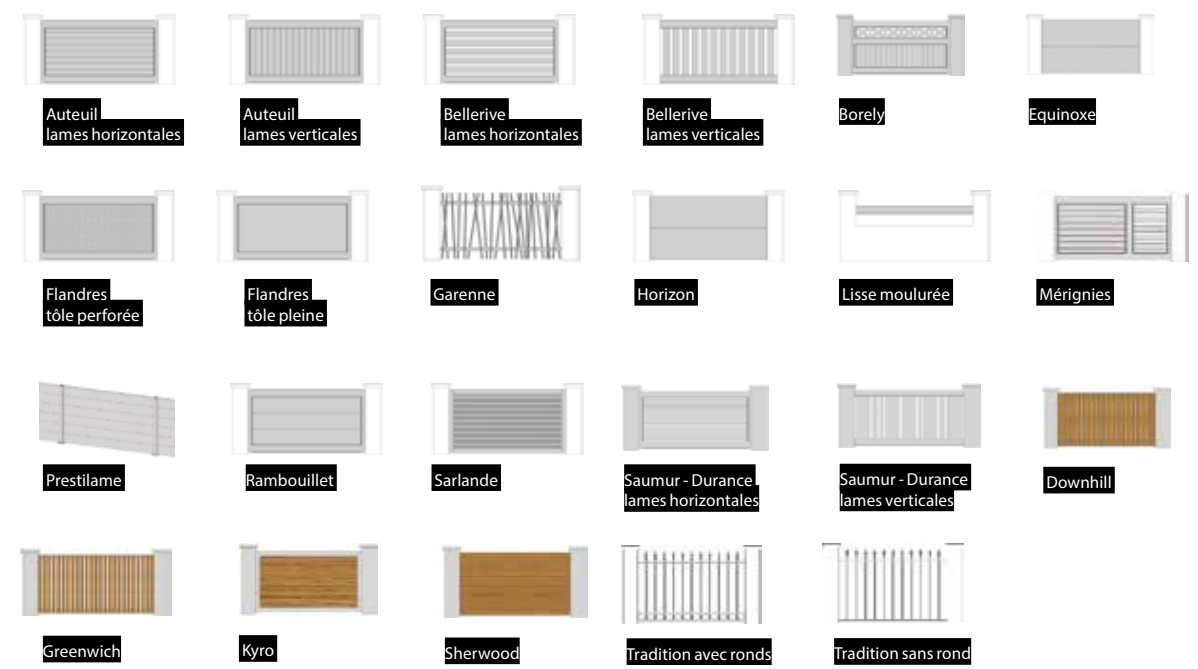 Auteuil
lames horizontales
Auteuil
lames verticales
Bellerive
lames horizontales
Bellerive
lames verticales
Borely
Equinoxe
Flandres
tôle perforée
Flandres
tôle pleine
Garenne
Horizon
Lisse moulurée
Mérignies
Prestilame
Rambouillet
Sarlande
Saumur - Durance
lames horizontales
Saumur - Durance
lames verticales
Downhill
Greenwich
Kyro
Sherwood
Tradition avec ronds
Tradition sans rond